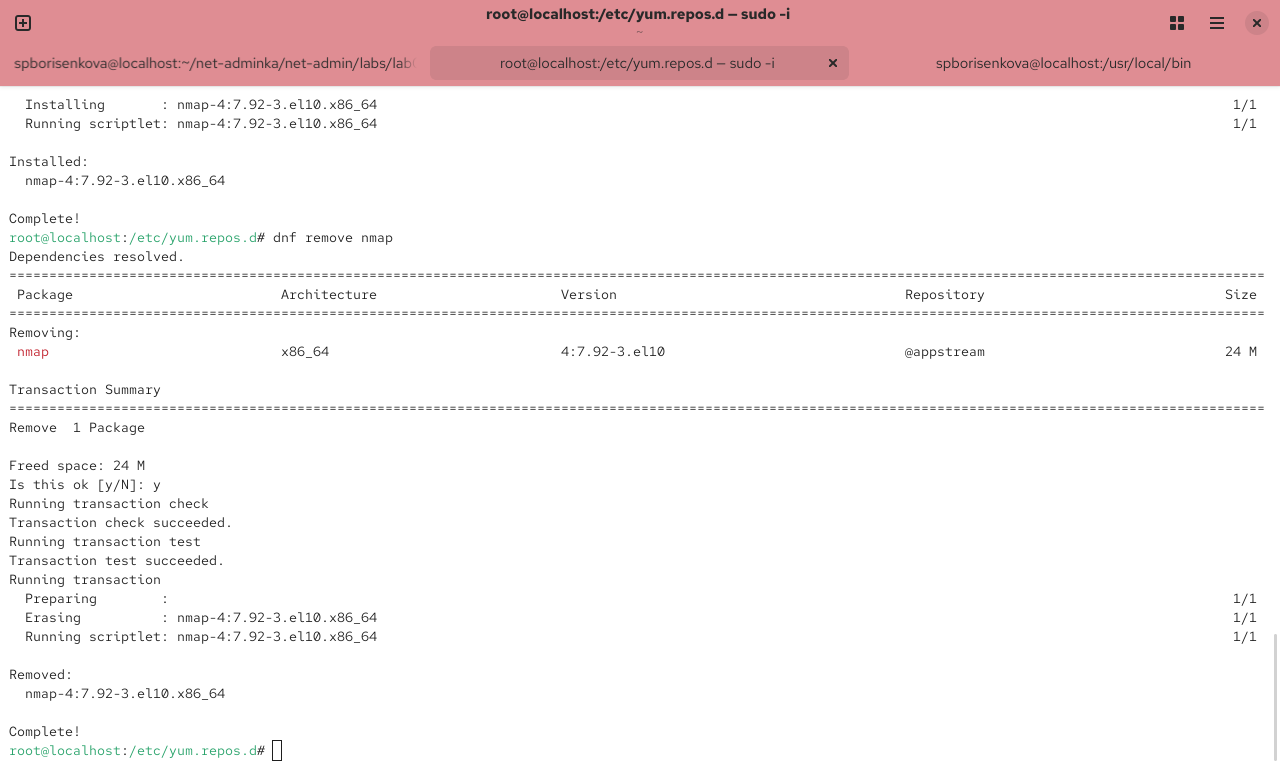 root@localhost:/etc/yum.repos.d — sudo -i
~
spborisenkova@localhost:~/net-adminka/net-admin/labs/lab
root@localhost:/etc/yum.repos.d — sudo -i
spborisenkova@localhost:/usr/local/bin
  Installing       : nmap-4:7.92-3.el10.x86_64 1/1
  Running scriptlet: nmap-4:7.92-3.el10.x86_64 1/1
Installed:
  nmap-4:7.92-3.el10.x86_64
Complete!
root@localhost:/etc/yum.repos.d# dnf remove nmap
Dependencies resolved.
=============================================================================================================================================================
 Package Architecture Version Repository Size
=============================================================================================================================================================
Removing:
 nmap x86_64 4:7.92-3.el10 @appstream 24 M
Transaction Summary
=============================================================================================================================================================
Remove  1 Package
Freed space: 24 M
Is this ok [y/N]: y
Running transaction check
Transaction check succeeded.
Running transaction test
Transaction test succeeded.
Running transaction
  Preparing        : 1/1
  Erasing          : nmap-4:7.92-3.el10.x86_64 1/1
  Running scriptlet: nmap-4:7.92-3.el10.x86_64 1/1
Removed:
  nmap-4:7.92-3.el10.x86_64
Complete!
root@localhost:/etc/yum.repos.d#